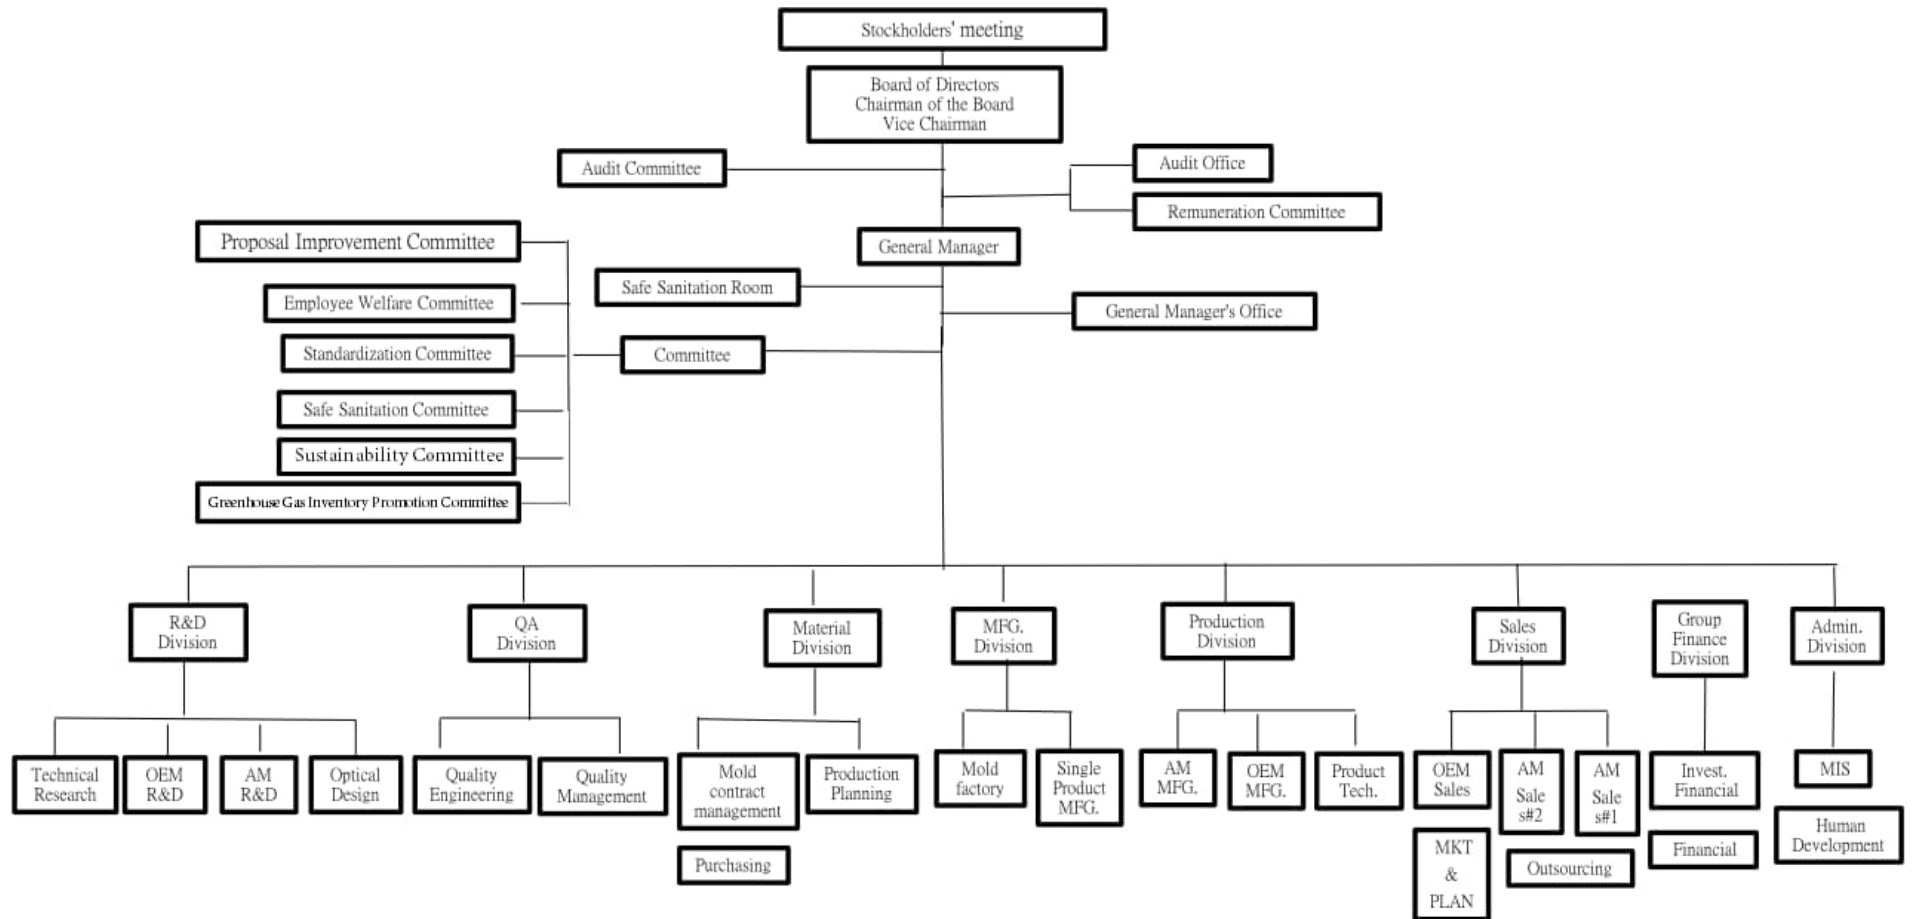 Stockholders' meeting
Board of Directors
Chairman of the Board
Vice Chairman
Audit Committee
Audit Office
Remuneration Committee
General Manager
Proposal Improvement Committee
Safe Sanitation Room
Employee Welfare Committee
General Manager's Office
Standardization Committee
Committee
Safe Sanitation Committee
Sustainability Committee
Greenhouse Gas Inventory Promotion Committee
R&D
Division
QA
Division
Material
Division
MFG.
Division
Production
Division
Sales
Division
Group
Finance
Division
Admin.
Division
Technical
Research
OEM
R&D
AM
R&D
Optical
Design
Quality
Engineering
Quality
Management
Mold
contract
management
Production
Planning
Mold
factory
Single
Product
MFG.
AM
MFG.
OEM
MFG.
Product
Tech.
OEM
Sales
AM
Sale
s#2
AM
Sale
s#1
Invest.
Financial
MIS
Purchasing
MKT
&
PLAN
Outsourcing
Financial
Human
Development